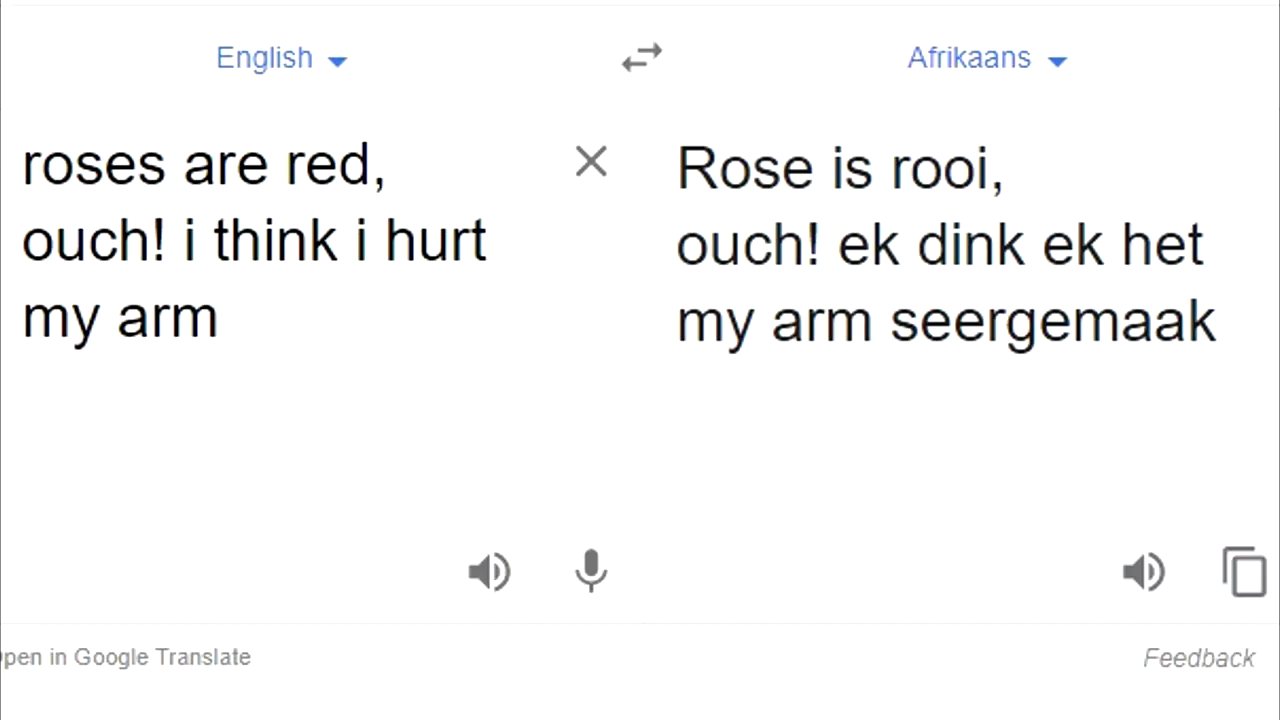 English
Afrikaans
roses are red,
ouch! i think i hurt
my arm
Rose is rooi,
ouch! ek dink ek het
my arm seergemaak
pen in Google Translate
Feedback